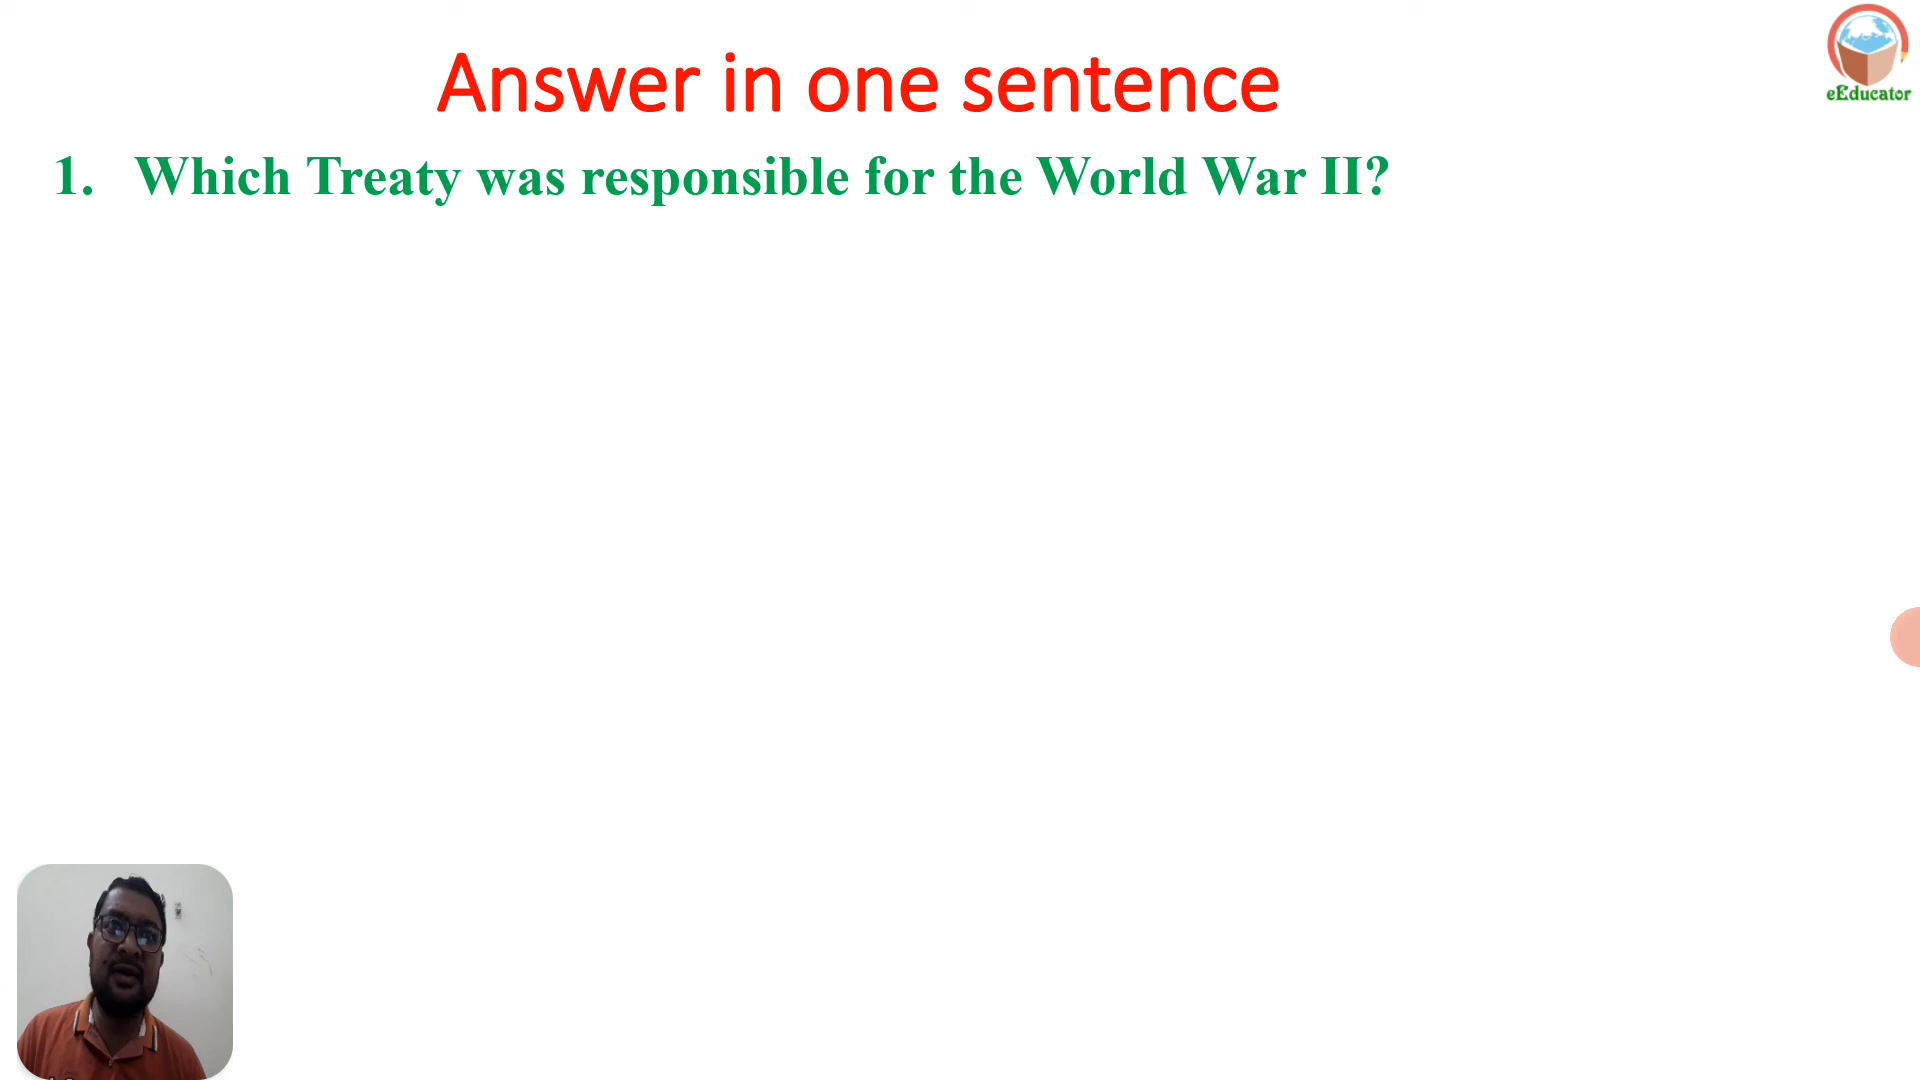 Answer in one sentence
eEducator
1. Which Treaty was responsible for the World War II?